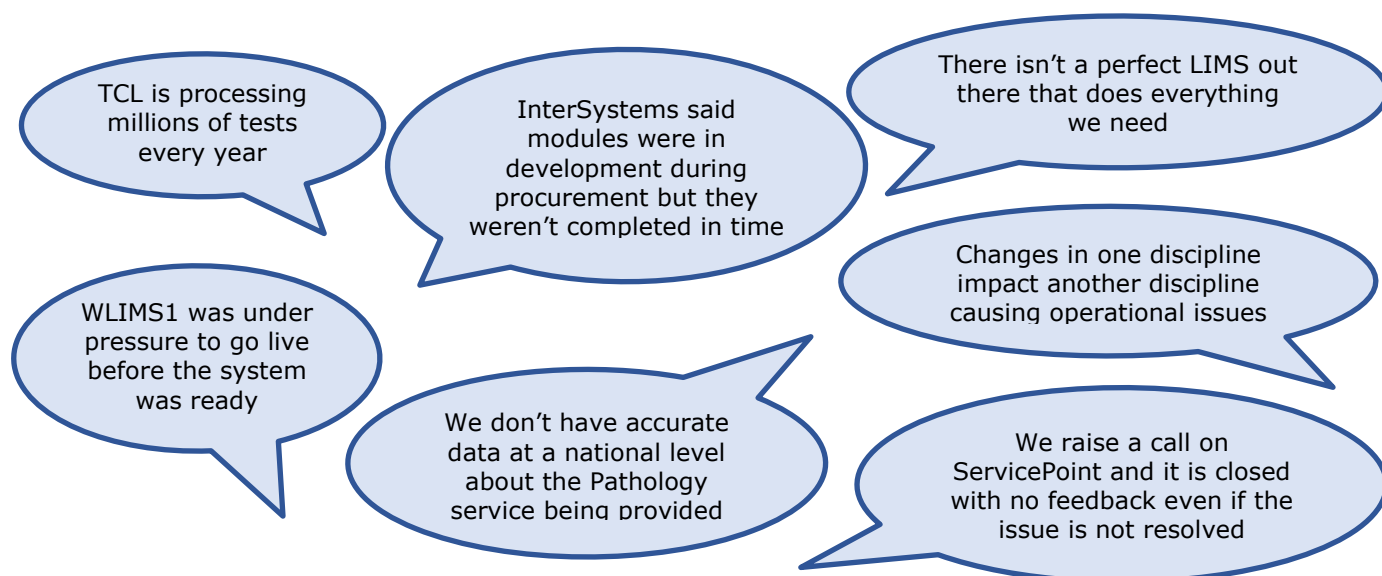 TCL is processing
millions of tests
every year
InterSystems said
modules were in
development during
procurement but they
weren’t completed in time
There isn’t a perfect LIMS out
there that does everything
we need
WLIMS1 was under
pressure to go live
before the system
was ready
We don’t have accurate
data at a national level
about the Pathology
service being provided
Changes in one discipline
impact another discipline
causing operational issues
We raise a call on
ServicePoint and it is closed
with no feedback even if the
issue is not resolved